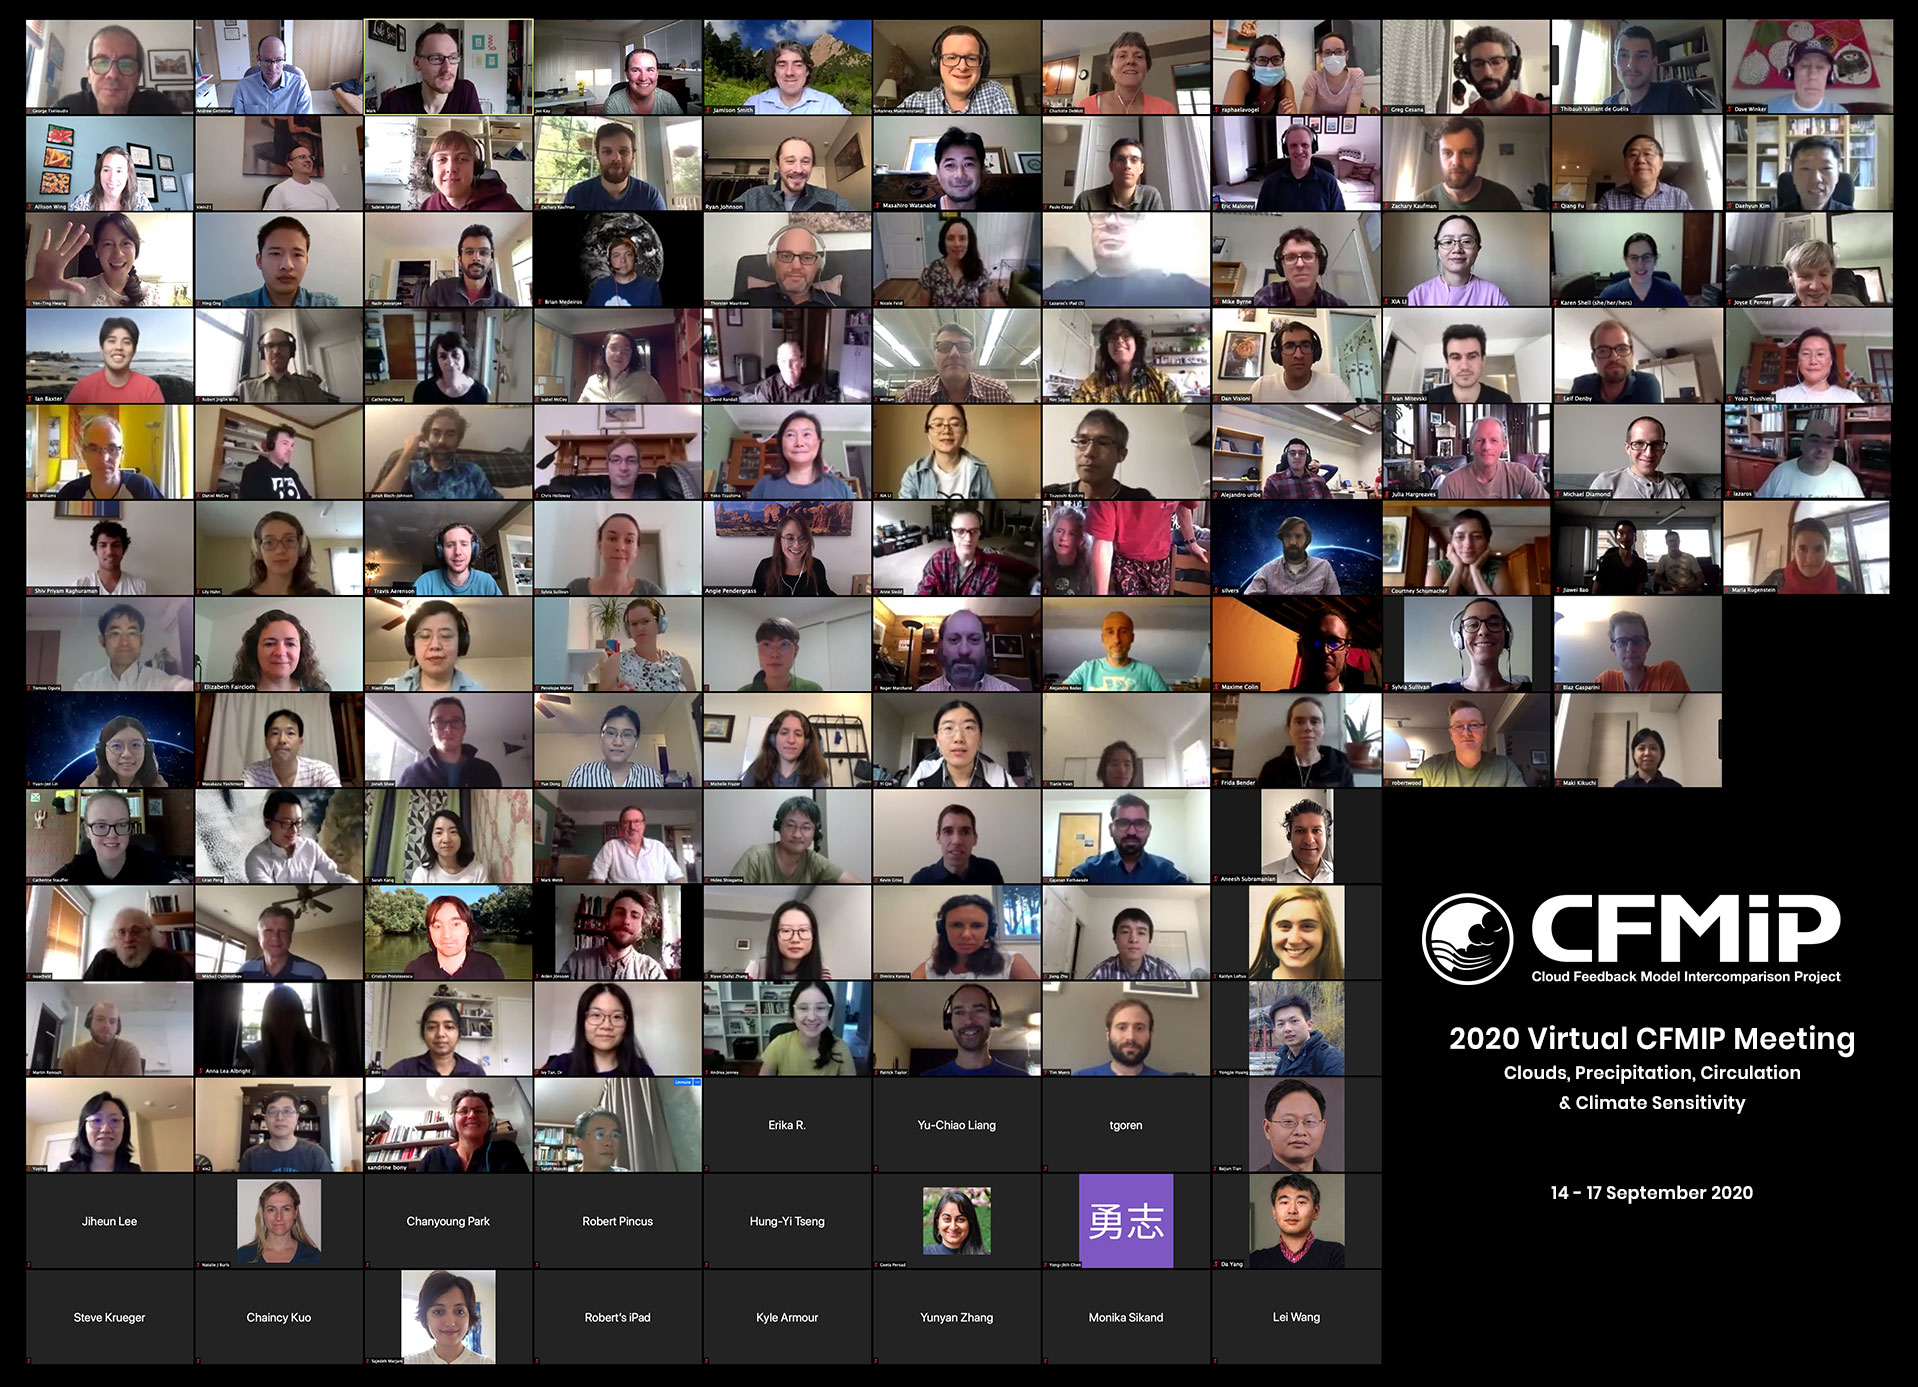 George Tselioudis
Andrew Gettelman
Mark
Jen Kay
Jamison Smith
Johannes Muelmenstaedt
Charlotte DeMott
raphaelavogel
Greg Cesana
Thibault Vaillant de Guélis
Dave Winker
Allison Wing
klein21
Sabine Undorf
Zachary Kaufman
Ryan Johnson
Masahiro Watanabe
Paulo Ceppi
Eric Maloney
Zachary Kaufman
Qiang Fu
Daehyun Kim
Yen-Ting Hwang
Hing Ong
Nadir Jeevanjee
Brian Medeiros
Thorsten Mauritsen
Nicole Feldl
Lazaros's iPad (3)
Mike Byrne
XIA LI
Karen Shell (she/her/hers)
Joyce E Penner
Ian Baxter
Robert Jnglin Wills
Catherine_Naud
Isabel McCoy
David Randall
William
Nav Sagoo
Dan Visioni
Ivan Mitevski
Leif Denby
Yoko Tsushima
Ric Williams
Daniel McCoy
Jonah Bloch-Johnson
Chris Holloway
Yoko Tsushima
XIA LI
Tsuyoshi Koshiro
Alejandro uribe
Julia Hargreaves
Michael Diamond
lazaros
Shiv Priyam Raghuraman
Lily Hahn
Travis Aerenson
Sylvia Sullivan
Angie Pendergrass
Anne Sledd
silvers
Courtney Schumacher
Jiawei Bao
Maria Rugenstein
Tomoo Ogura
Elizabeth Faircloth
Xiaoli Zhou
Penelope Maher
Roger Marchand
Alejandro Bodas
Maxime Colin
Sylvia Sullivan
Blaz Gasparini
Yuan-Jen Lin
Masakazu Yoshimori
Jonah Shaw
Yue Dong
Michelle Frazer
Yi Qin
Tianle Yuan
Frida Bender
robertwood
Maki Kikuchi
Catherine Stauffer
Liran Peng
Sarah Kang
Mark Webb
Hideo Shiogama
Kevin Grise
Gajanan Kothawade
Aneesh Subramanian
isaacheld
Mikhail Ovchinnikov
Cristian Proistosescu
Aiden Jönsson
Xiyue (Sally) Zhang
Jiang Zhu
Kaitlyn Loftus
CFMiP
Cloud Feedback Model Intercomparison Project
Martin Renoult
Anna Lea Albright
Bithi
Ivy Tan, Dr
Andrea Jenney
Patrick Taylor
Tim Myers
Yongjie Huang
2020 Virtual CFMIP Meeting
Clouds, Precipitation, Circulation
& Climate Sensitivity
Yiqing
xie2
sandrine bony
Unmute
Erika R.
Yu-Chiao Liang
tgoren
Baijun Tian
14 - 17 September 2020
Jiheun Lee
Natalie J Burls
Chanyoung Park
Robert Pincus
Hung-Yi Tseng
Geeta Persad
勇志
Yong-Jhih Chen
Da Yang
Steve Krueger
Chaincy Kuo
Sajedeh Marjani
Robert's iPad
Kyle Armour
Yunyan Zhang
Monika Sikand
Lei Wang